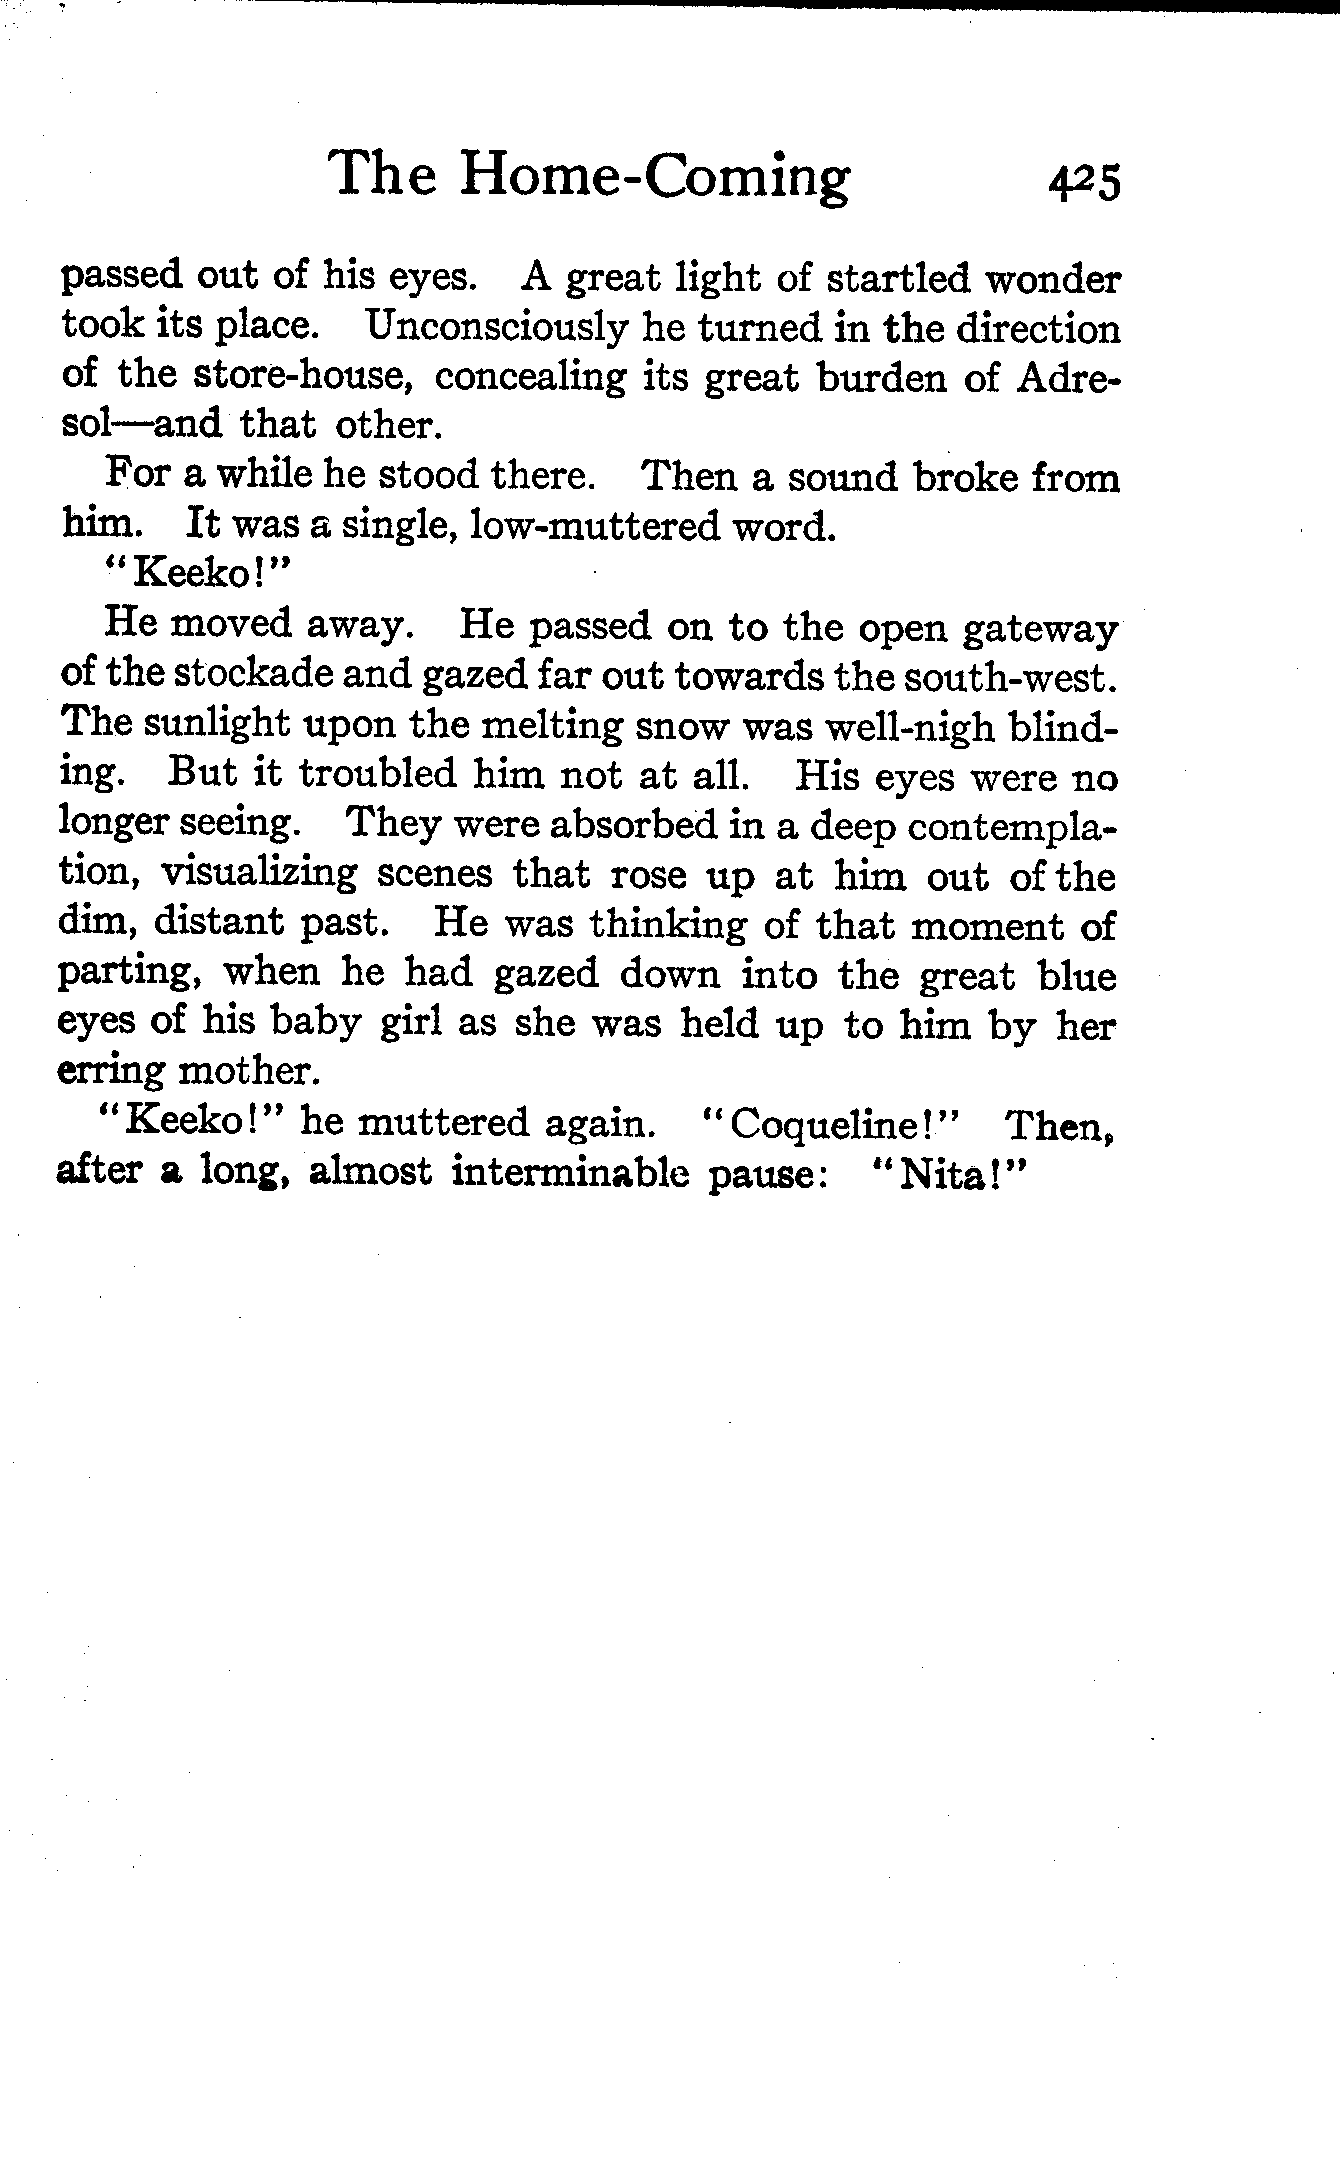 The Home-Coming 425
passed out of his eyes. A great light of startled wonder
took its place. Unconsciously he turned in the direction
of the store-house, concealing its great burden of Adre-
sol—and that other.
For a while he stood there. Then a sound broke from
him. It was a single, low-muttered word.
"Keeko!"
He moved away. He passed on to the open gateway
of the stockade and gazed far out towards the south-west.
The sunlight upon the melting snow was well-nigh blind-
ing. But it troubled him not at all. His eyes were no
longer seeing. They were absorbed in a deep contempla-
tion, visualizing scenes that rose up at him out of the
dim, distant past. He was thinking of that moment of
parting, when he had gazed down into the great blue
eyes of his baby girl as she was held up to him by her
erring mother.
"Keeko!" he muttered again. "Coqueline!" Then,
after a long, almost interminable pause: "Nita!"